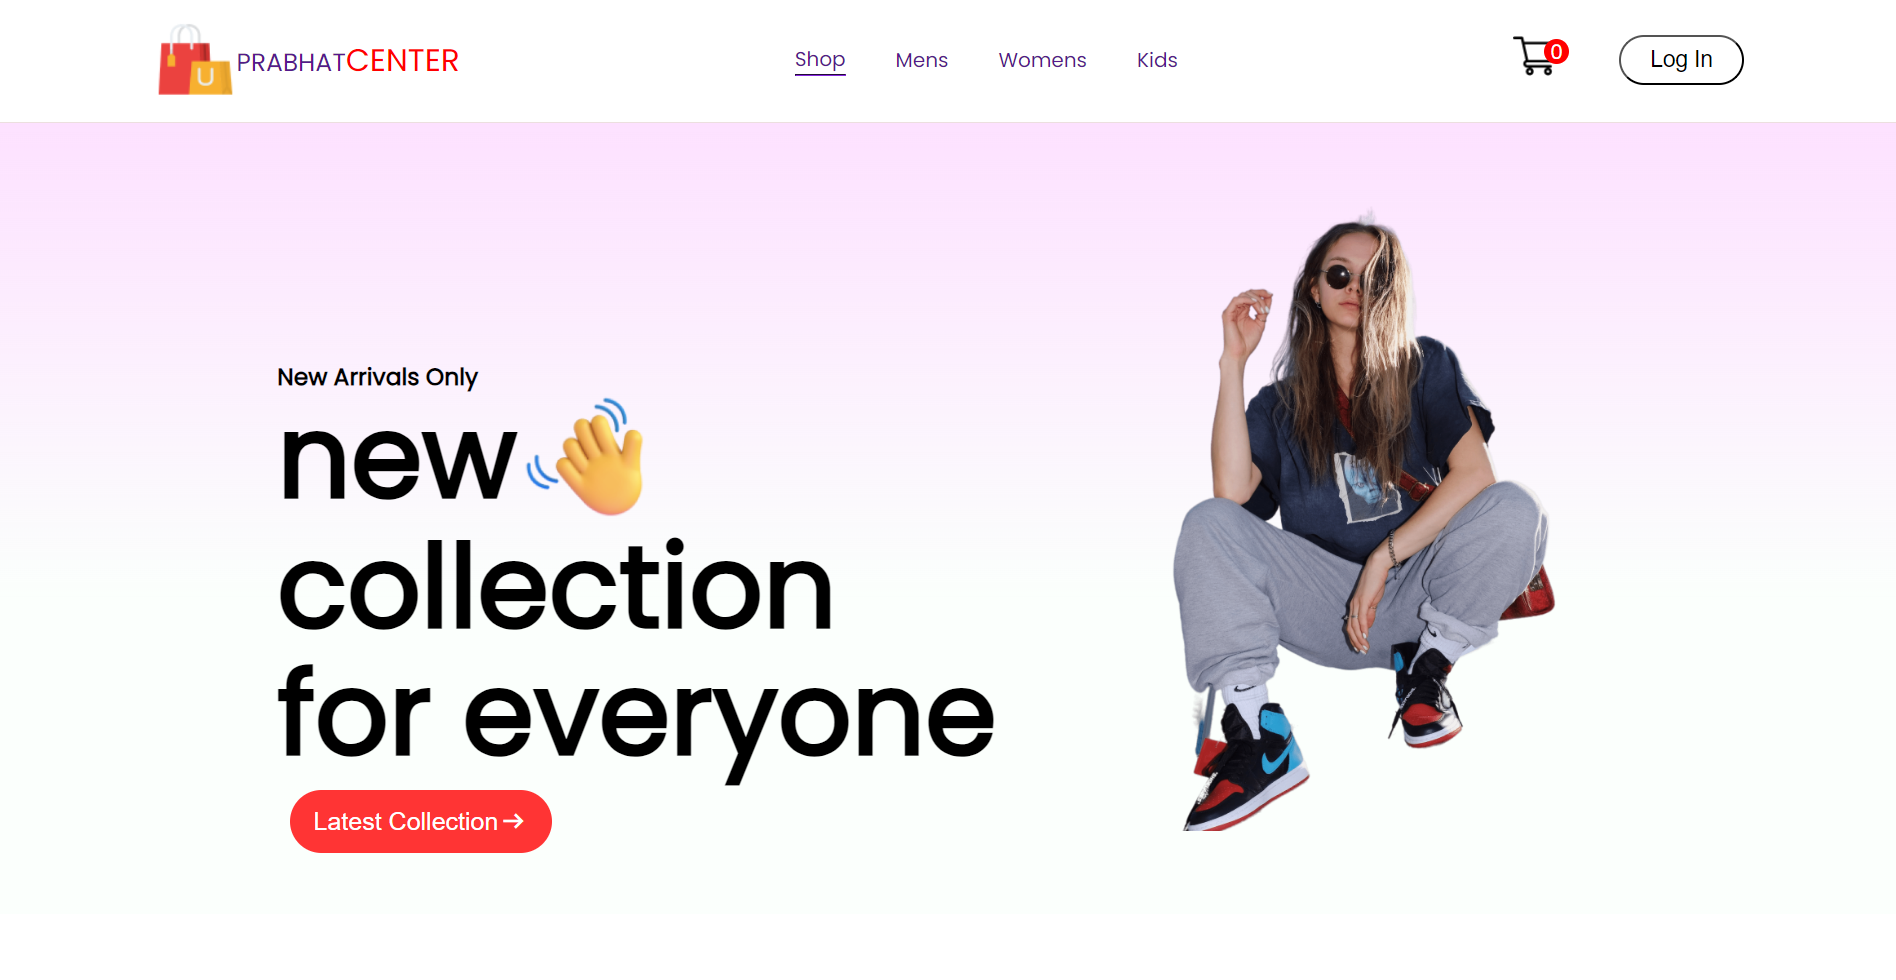 U
PRABHATCENTER
Shop
Mens
Womens
Kids
0
Log In
New Arrivals Only
new
collection
for everyone
Latest Collection →